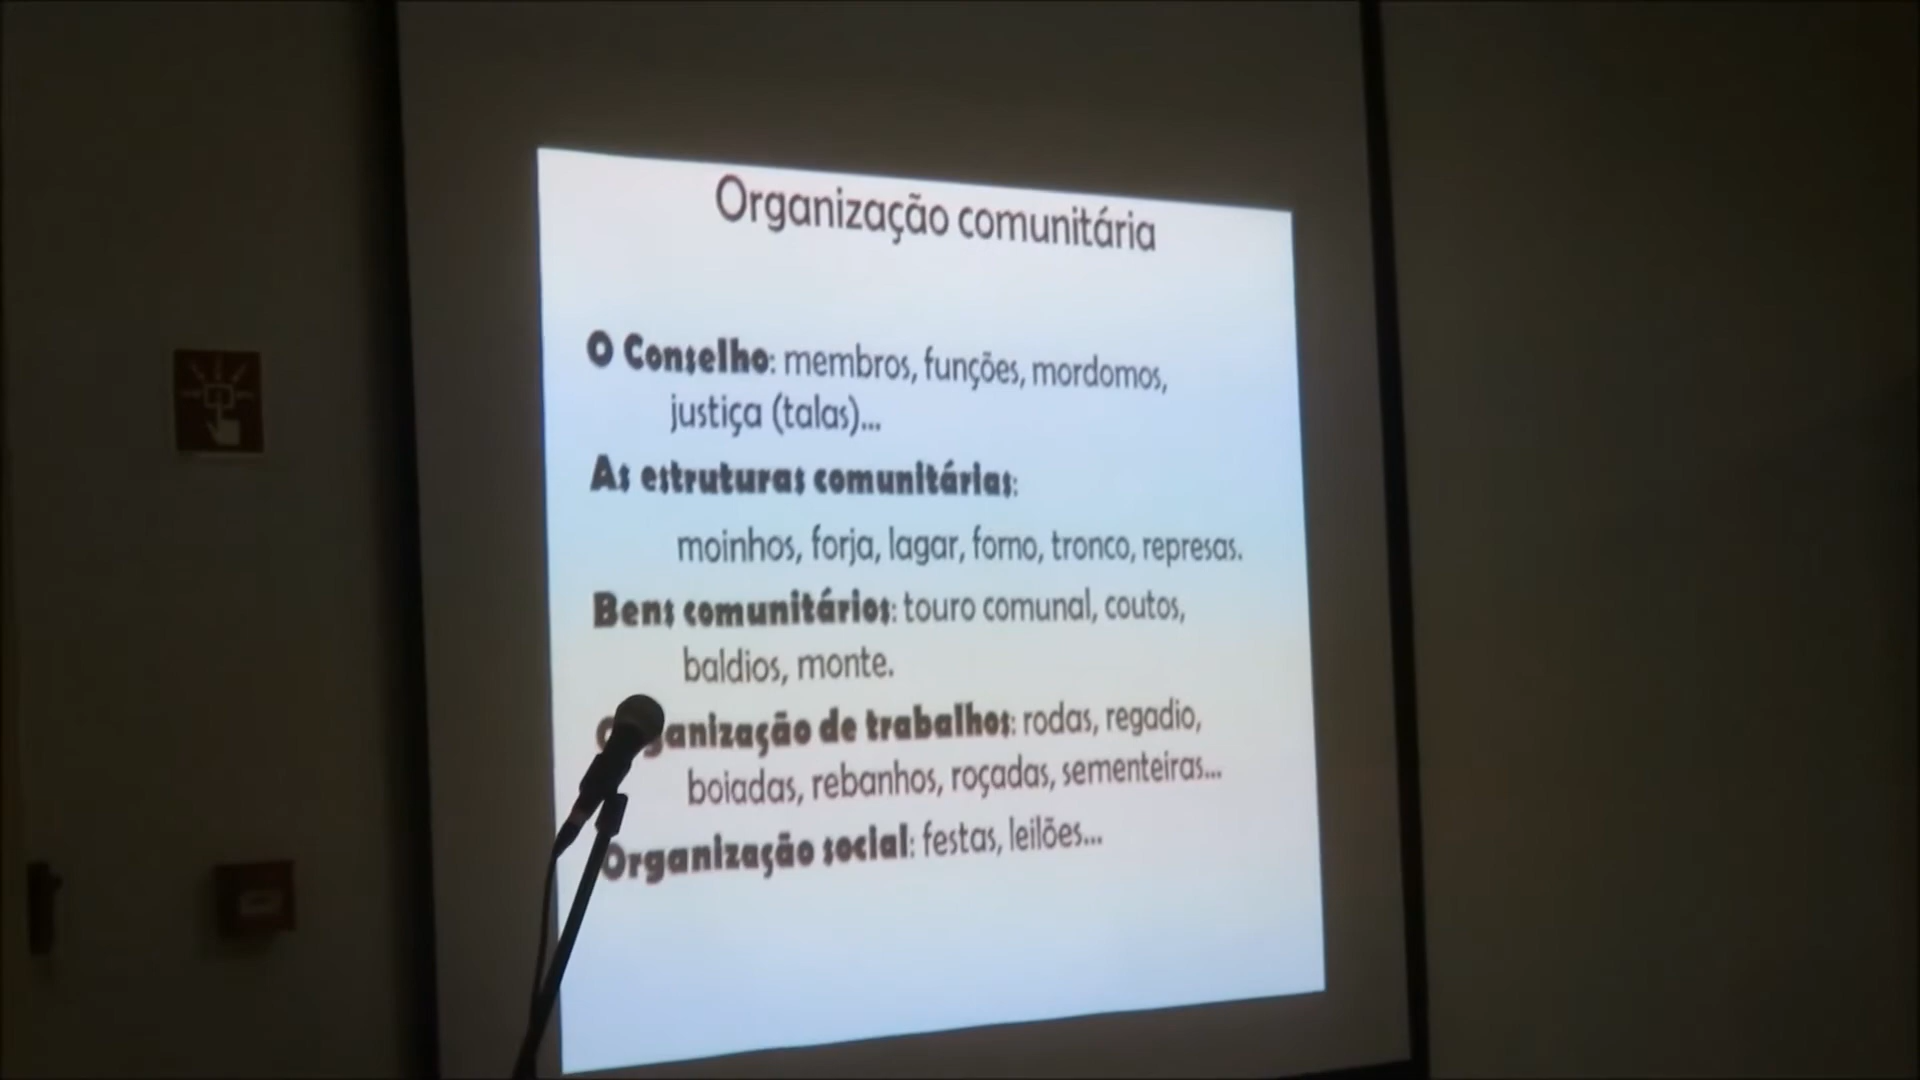 Organização comunitária
O Conselho: membros, funções, mordomos,
justiça (talas)...
As estruturas comunitárias:
moinhos, forja, lagar, forno, tronco, represas.
Bens comunitários: touro comunal, coutos,
baldios, monte.
Organização de trabalhos: rodas, regadio,
boiadas, rebanhos, roçadas, sementeiras...
Organização social: festas, leilões...